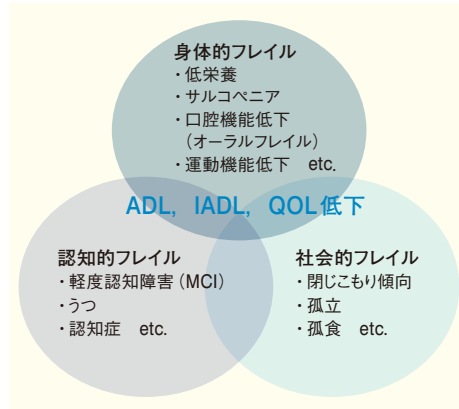 身体的フレイル
・低栄養
・サルコペニア
・口腔機能低下
（オーラルフレイル）
・運動機能低下　etc.
ADL，IADL，QOL低下
認知的フレイル
・軽度認知障害（MCI）
・うつ
・認知症　etc.
社会的フレイル
・閉じこもり傾向
・孤立
・孤食　etc.